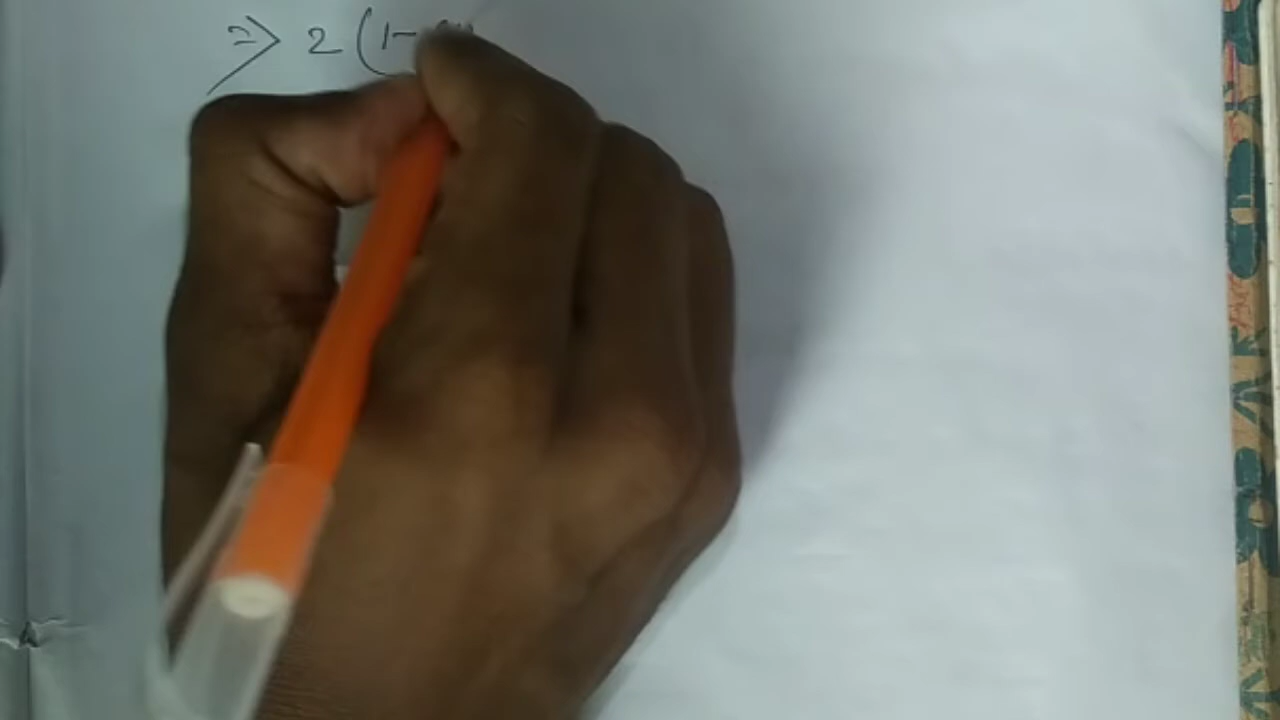 ⇒ 2 (1-